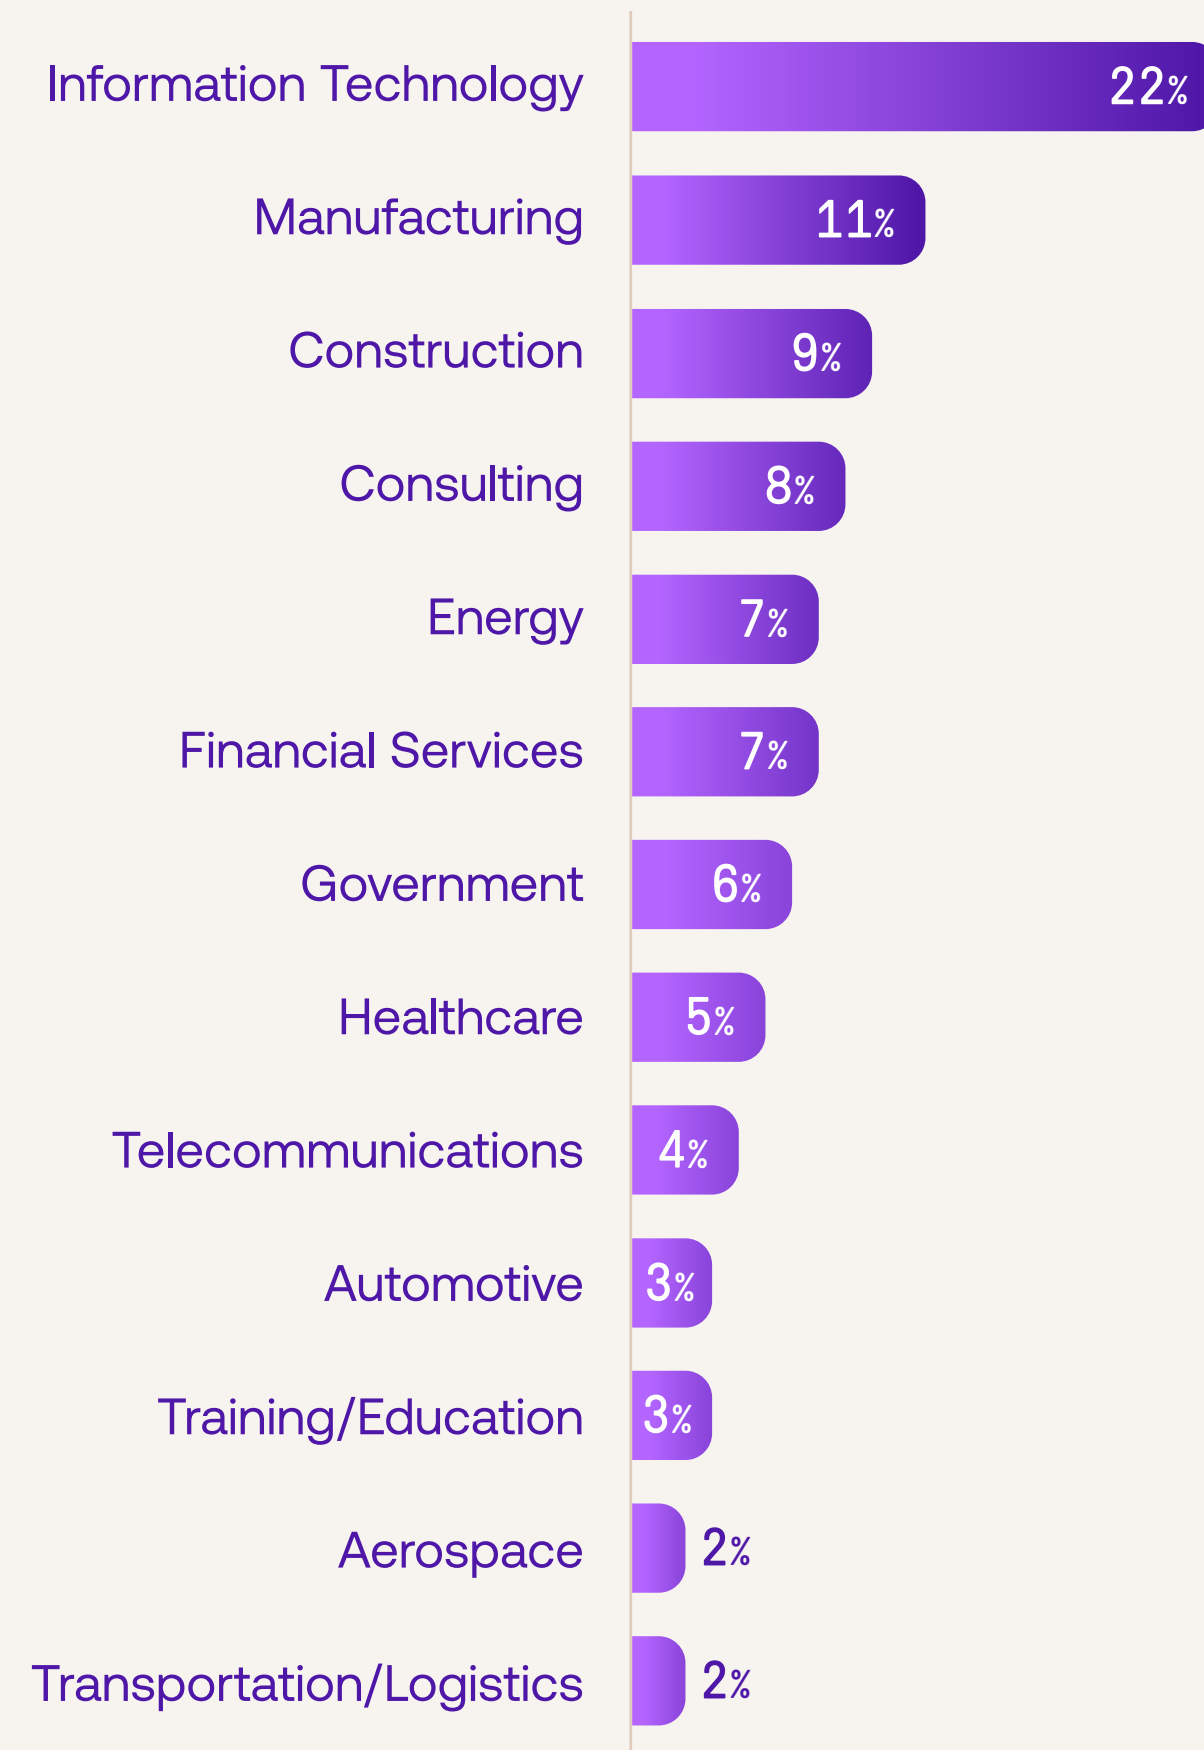 Information Technology 22%
Manufacturing 11%
Construction 9%
Consulting 8%
Energy 7%
Financial Services 7%
Government 6%
Healthcare 5%
Telecommunications 4%
Automotive 3%
Training/Education 3%
Aerospace 2%
Transportation/Logistics 2%